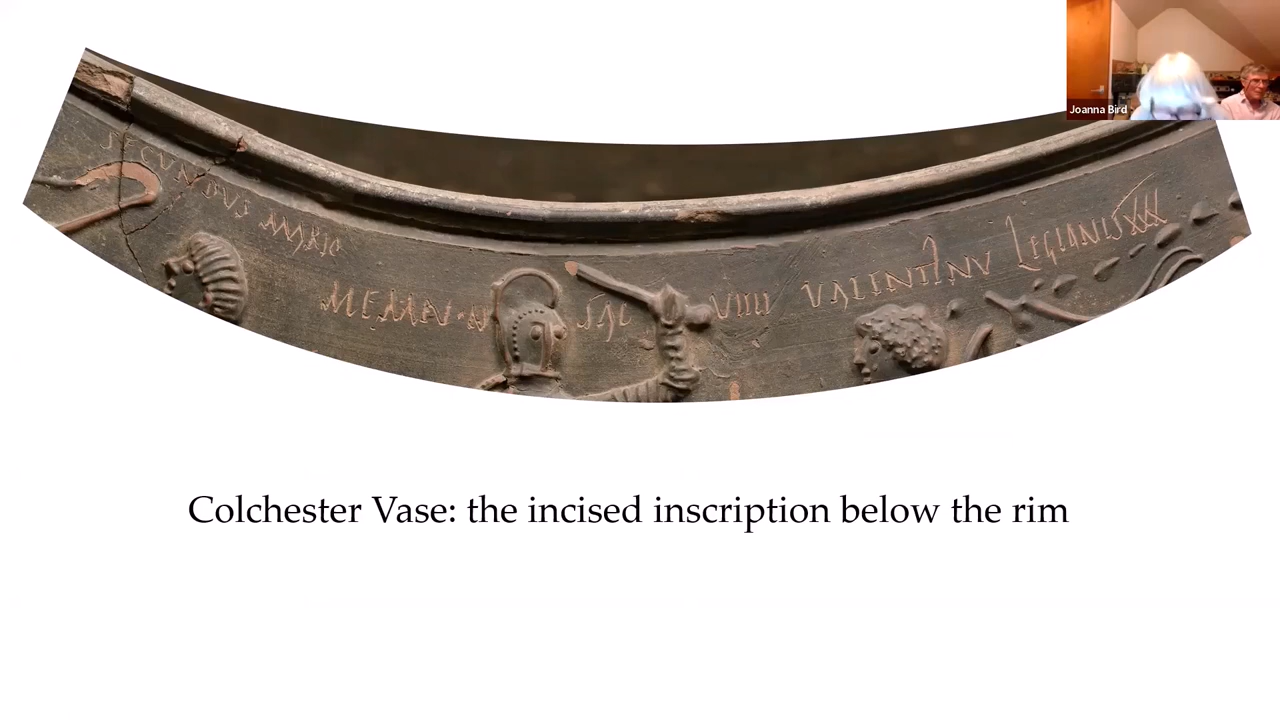 Joanna Bird
SECVNDVS MARIO MEMNON SAC VIIII VALENTINV LEGIONIS XXX
Colchester Vase: the incised inscription below the rim